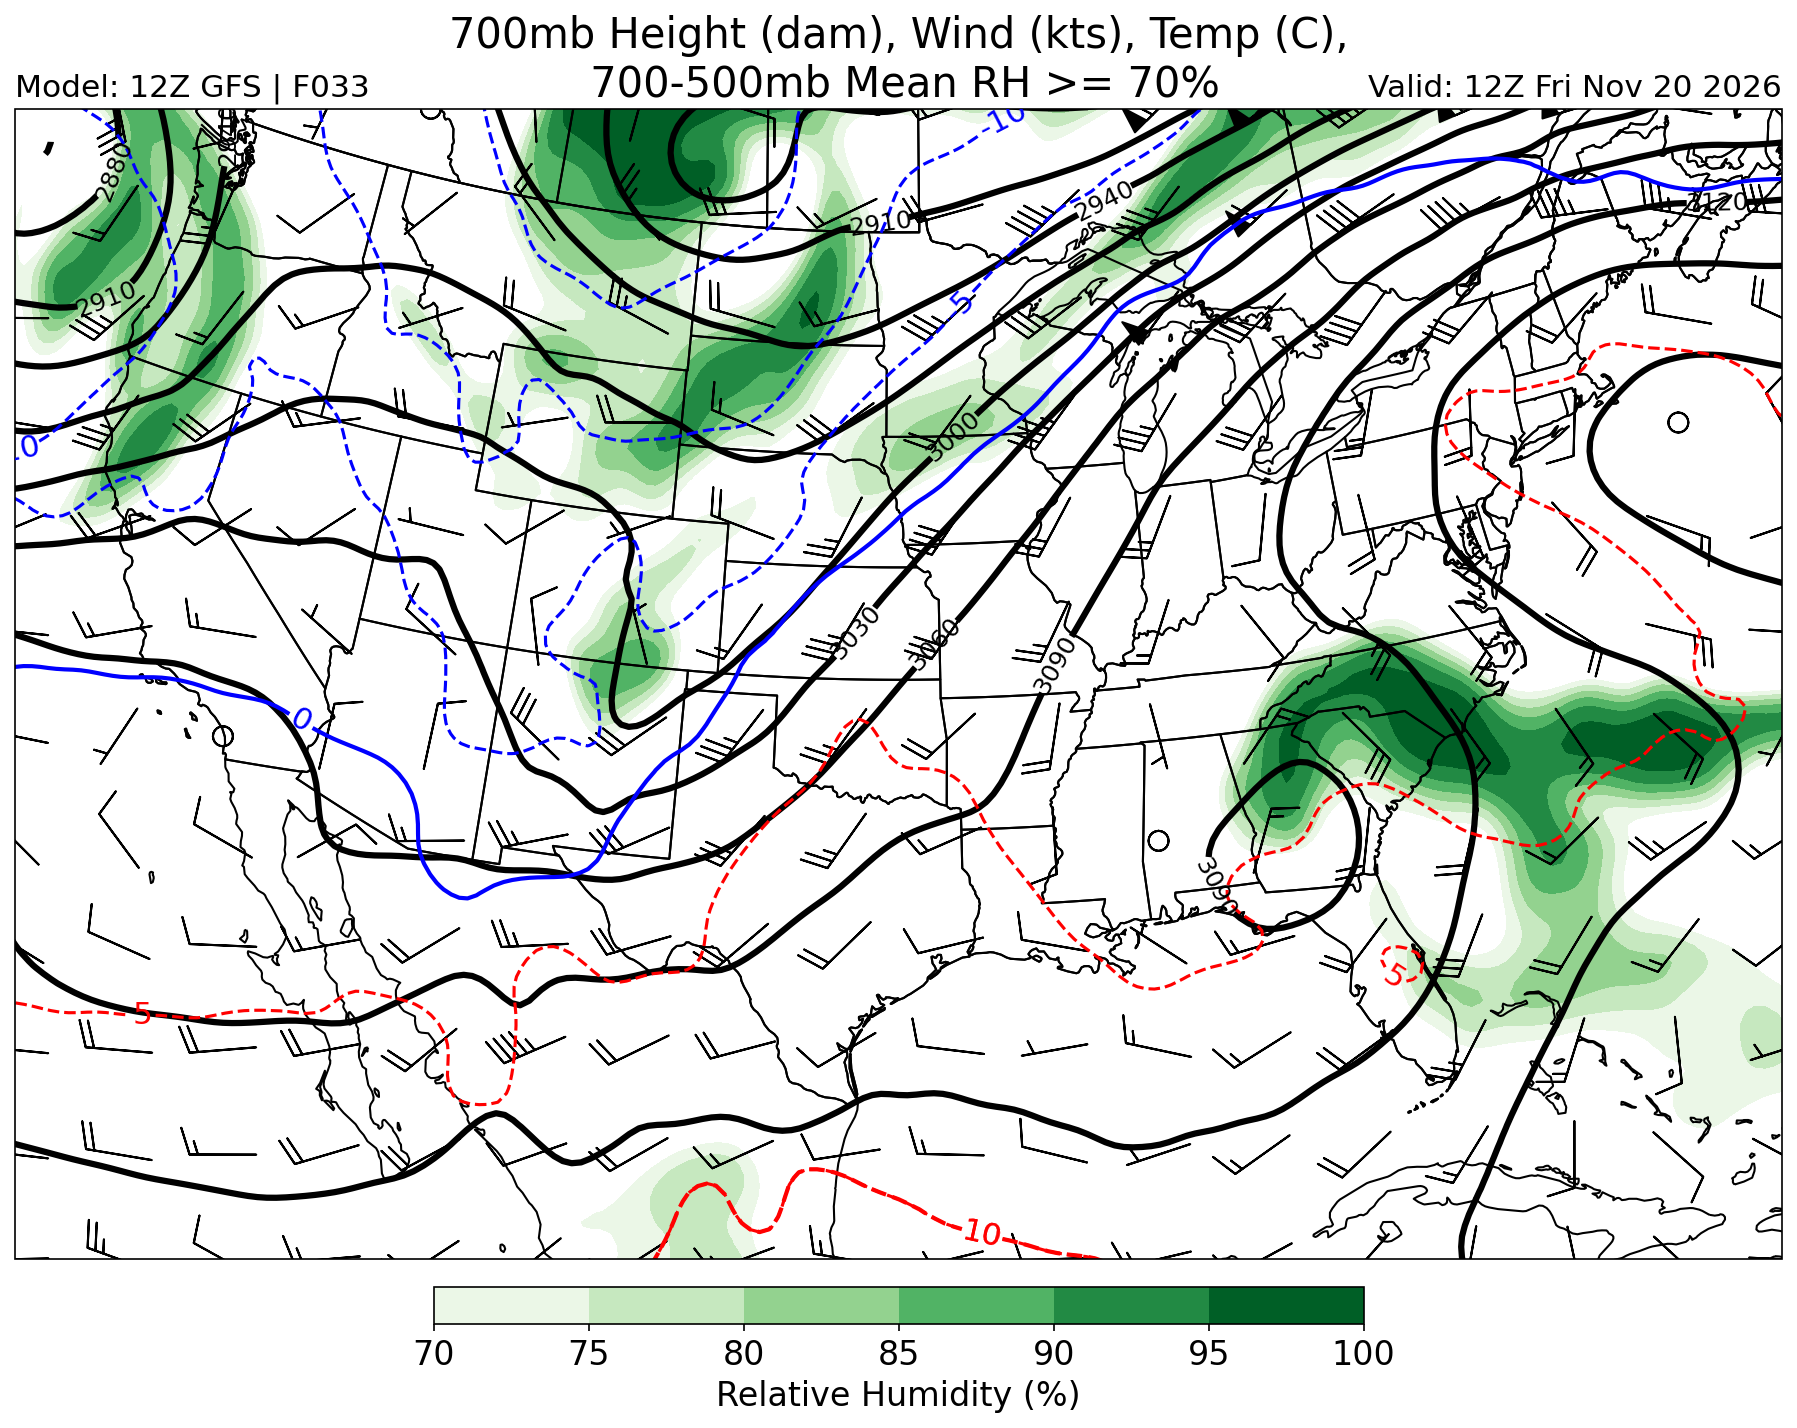 700mb Height (dam), Wind (kts), Temp (C),
700-500mb Mean RH >= 70%
Model: 12Z GFS | F033
Valid: 12Z Fri Nov 20 2026
2880
-10
2940
2910
3120
2910
-5
3000
0
3030
3060
3090
0
3090
5
5
10
70 75 80 85 90 95 100
Relative Humidity (%)